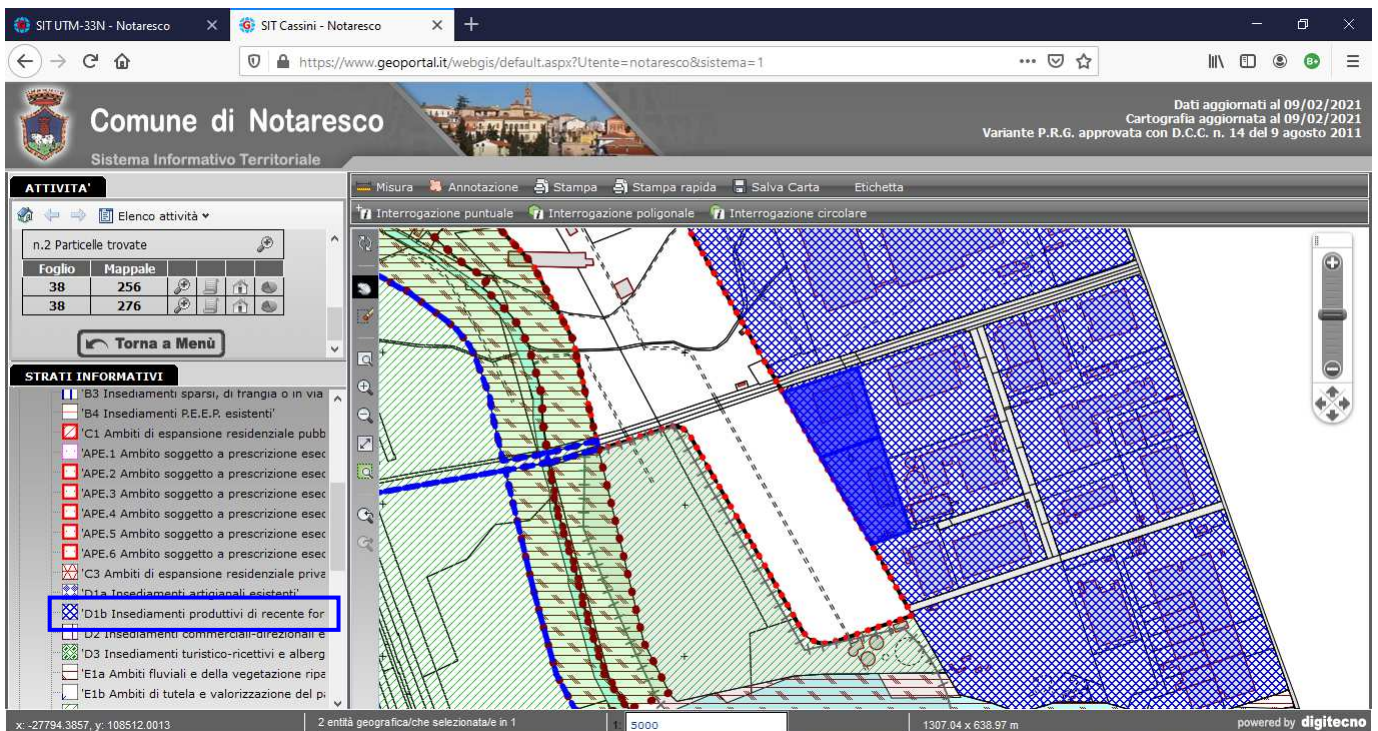 SIT UTM-33N - Notaresco
SIT Cassini - Notaresco
https://www.geoportal.it/webgis/default.aspx?Utente=notaresco&sistema=1
Comune di Notaresco
Sistema Informativo Territoriale
Dati aggiornati al 09/02/2021
Cartografia aggiornata al 09/02/2021
Variante P.R.G. approvata con D.C.C. n. 14 del 9 agosto 2011
ATTIVITA'
Misura Annotazione Stampa Stampa rapida Salva Carta Etichetta
Elenco attività
Interrogazione puntuale Interrogazione poligonale Interrogazione circolare
n.2 Particelle trovate
Foglio Mappale
38 256
38 276
Torna a Menù
STRATI INFORMATIVI
'B3 Insediamenti sparsi, di frangia o in via
'B4 Insediamenti P.E.E.P. esistenti'
'C1 Ambiti di espansione residenziale pubb
'APE.1 Ambito soggetto a prescrizione esec
'APE.2 Ambito soggetto a prescrizione esec
'APE.3 Ambito soggetto a prescrizione esec
'APE.4 Ambito soggetto a prescrizione esec
'APE.5 Ambito soggetto a prescrizione esec
'APE.6 Ambito soggetto a prescrizione esec
'C3 Ambiti di espansione residenziale priva
'D1a Insediamenti artigianali esistenti'
'D1b Insediamenti produttivi di recente for
'D2 Insediamenti commerciali-direzionali e
'D3 Insediamenti turistico-ricettivi e alberg
'E1a Ambiti fluviali e della vegetazione ripa
'E1b Ambiti di tutela e valorizzazione del pa
x: -27794.3857, y: 108512.0013
2 entità geografica/che selezionata/e in 1
1: 5000
1307.04 x 638.97 m
powered by digitecno